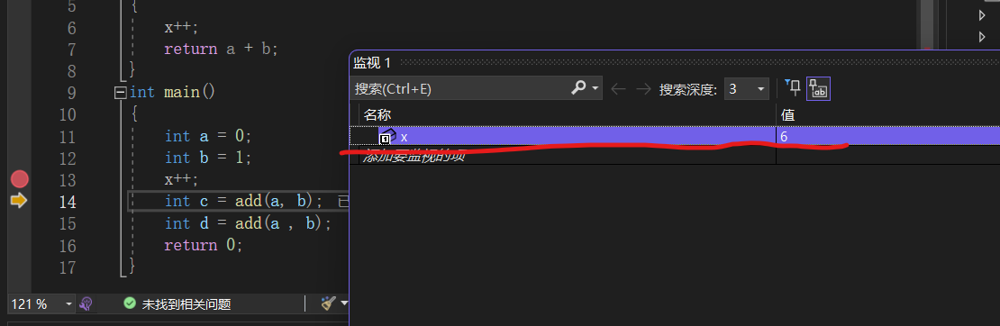 5 {
6 x++;
7 return a + b;
8 }
9 int main()
10 {
11 int a = 0;
12 int b = 1;
13 x++;
14 int c = add(a, b); 已
15 int d = add(a , b);
16 return 0;
17 }
121 %
未找到相关问题
监视 1
搜索(Ctrl+E)
搜索深度: 3
名称 值
x 6
添加要监视的项